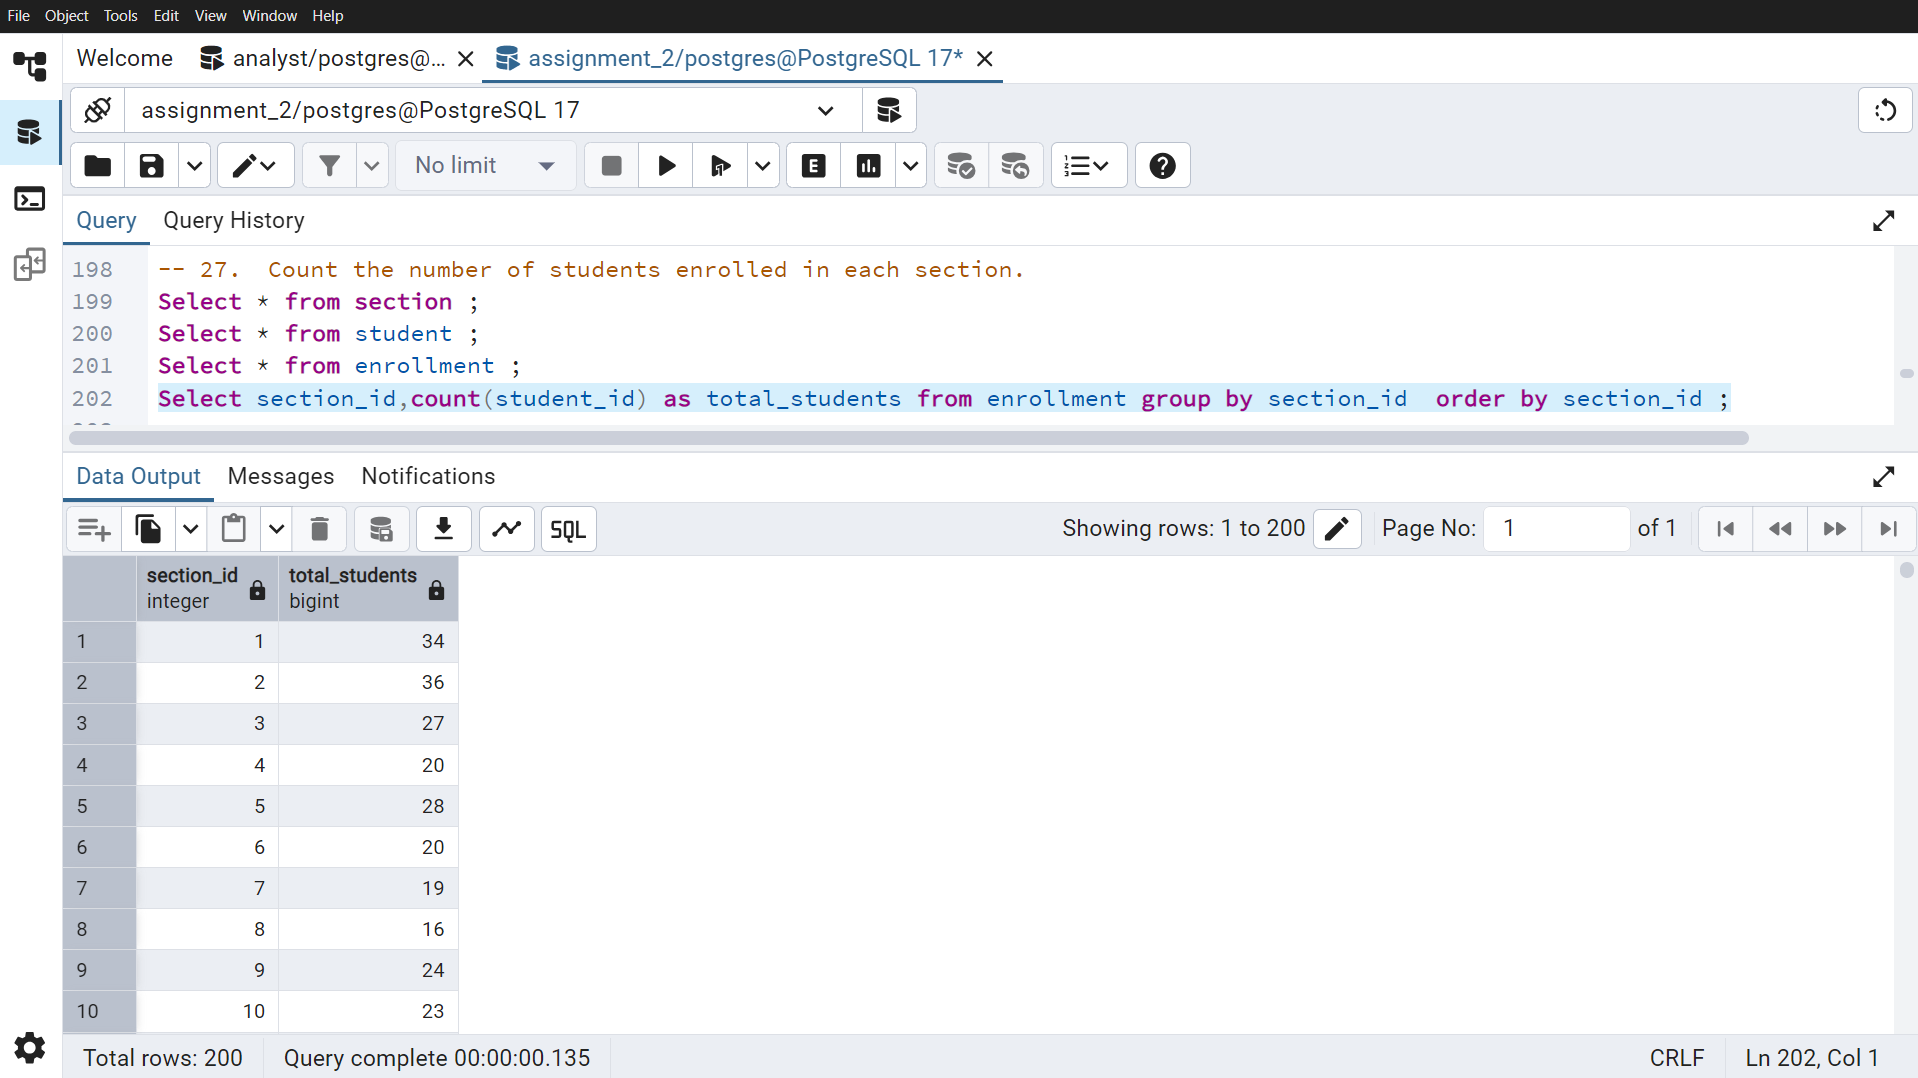 File Object Tools Edit View Window Help
Welcome analyst/postgres@... assignment_2/postgres@PostgreSQL 17*
assignment_2/postgres@PostgreSQL 17
No limit E
Query Query History
198 -- 27.  Count the number of students enrolled in each section.
199 Select * from section ;
200 Select * from student ;
201 Select * from enrollment ;
202 Select section_id,count(student_id) as total_students from enrollment group by section_id  order by section_id ;
Data Output Messages Notifications
SQL Showing rows: 1 to 200 Page No: 1 of 1
section_id total_students
integer bigint
1 1 34
2 2 36
3 3 27
4 4 20
5 5 28
6 6 20
7 7 19
8 8 16
9 9 24
10 10 23
Total rows: 200 Query complete 00:00:00.135 CRLF Ln 202, Col 1